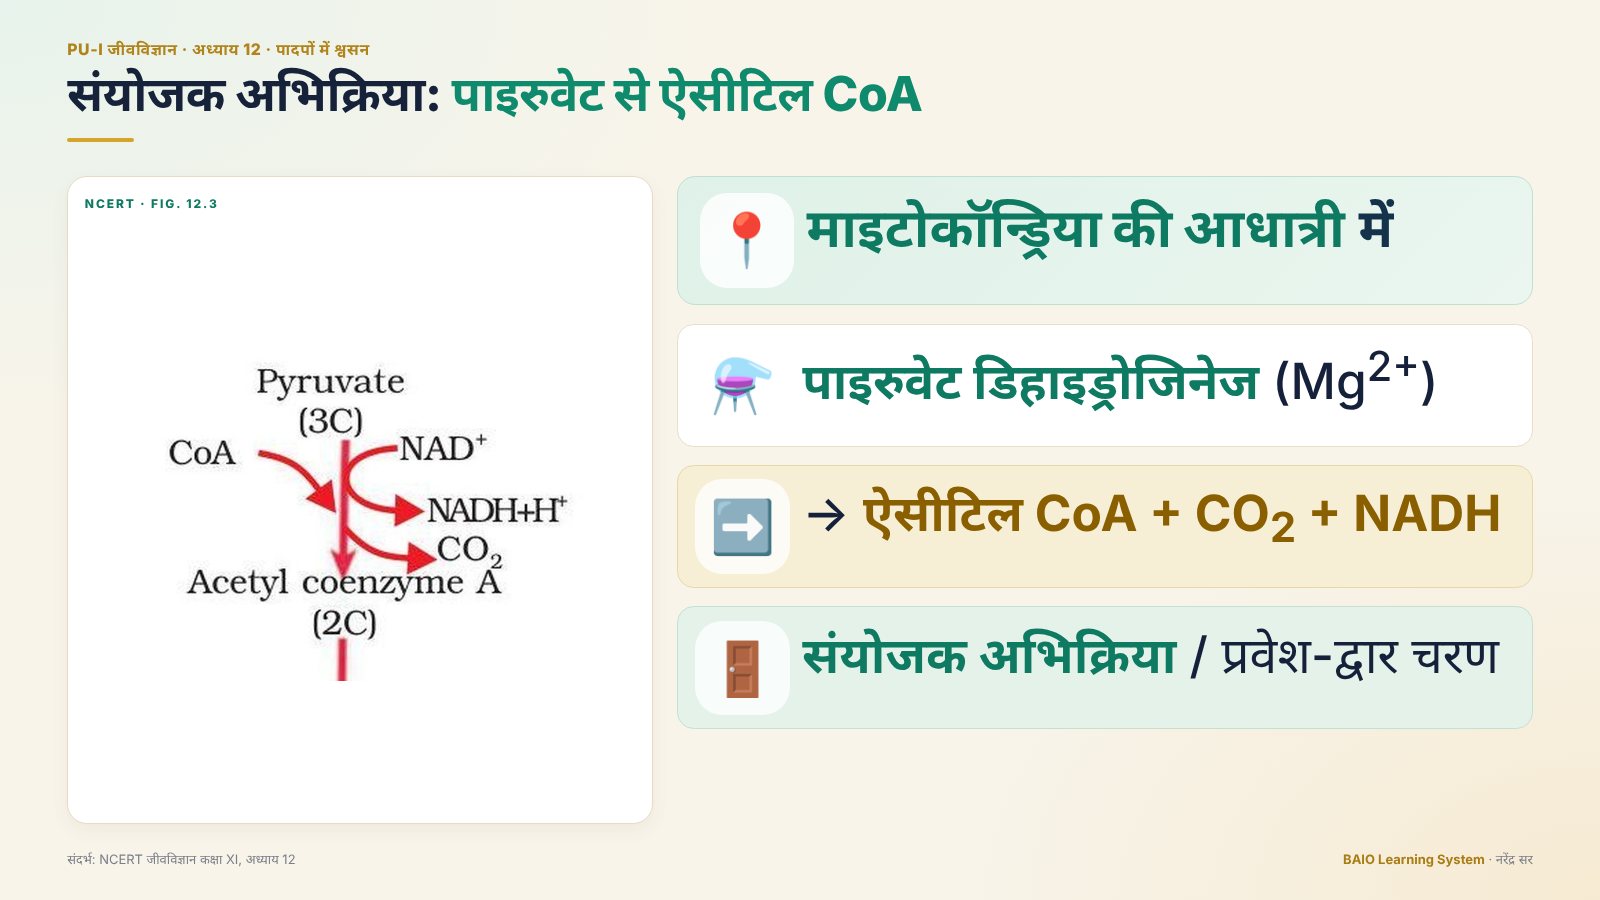 PU-I जीवविज्ञान · अध्याय 12 · पादपों में श्वसन
संयोजक अभिक्रिया: पाइरुवेट से ऐसीटिल CoA
NCERT · FIG. 12.3
Pyruvate
(3C)
CoA
NAD⁺
NADH+H⁺
CO₂
Acetyl coenzyme A
(2C)
माइटोकॉन्ड्रिया की आधात्री में
पाइरुवेट डिहाइड्रोजिनेज (Mg²⁺)
→ ऐसीटिल CoA + CO₂ + NADH
संयोजक अभिक्रिया / प्रवेश-द्वार चरण
संदर्भ: NCERT जीवविज्ञान कक्षा XI, अध्याय 12
BAIO Learning System · नरेंद्र सर